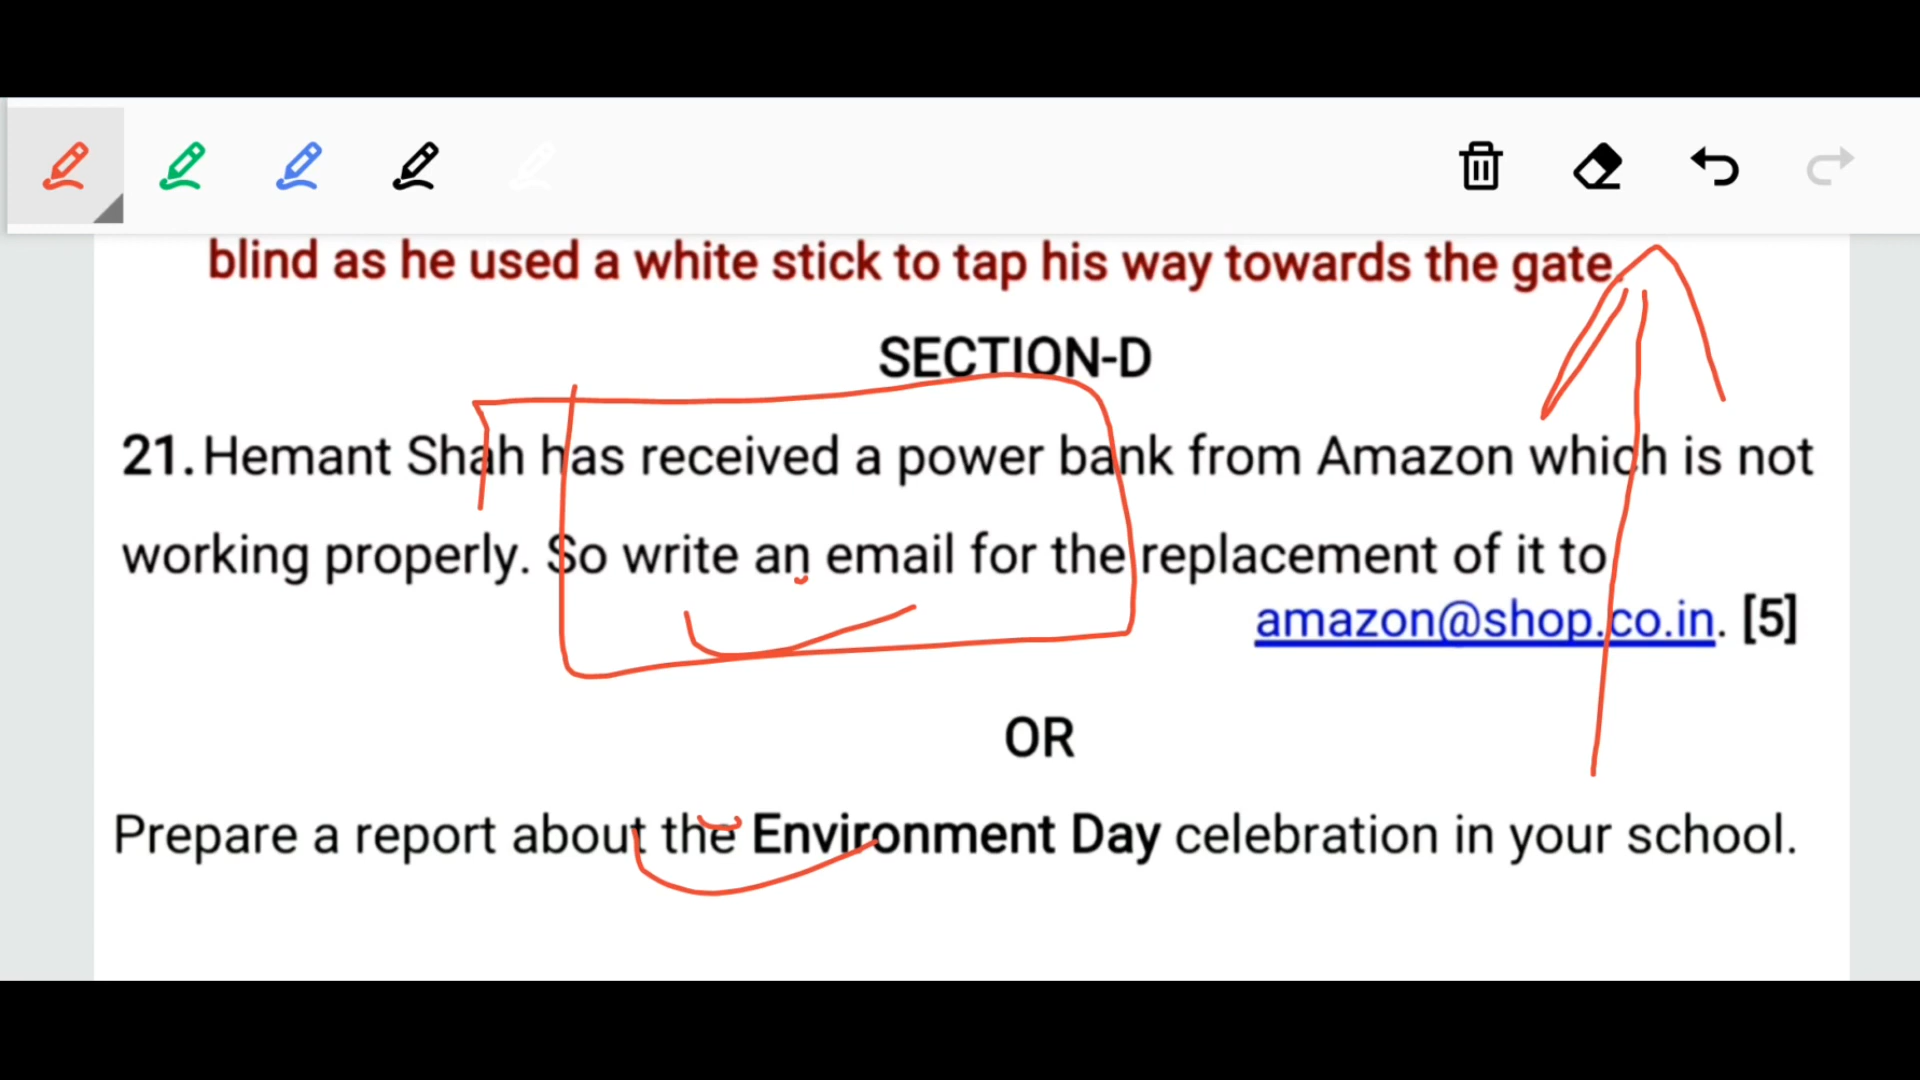 blind as he used a white stick to tap his way towards the gate.
SECTION-D
21. Hemant Shah has received a power bank from Amazon which is not
working properly. So write an email for the replacement of it to
amazon@shop.co.in. [5]
OR
Prepare a report about the Environment Day celebration in your school.